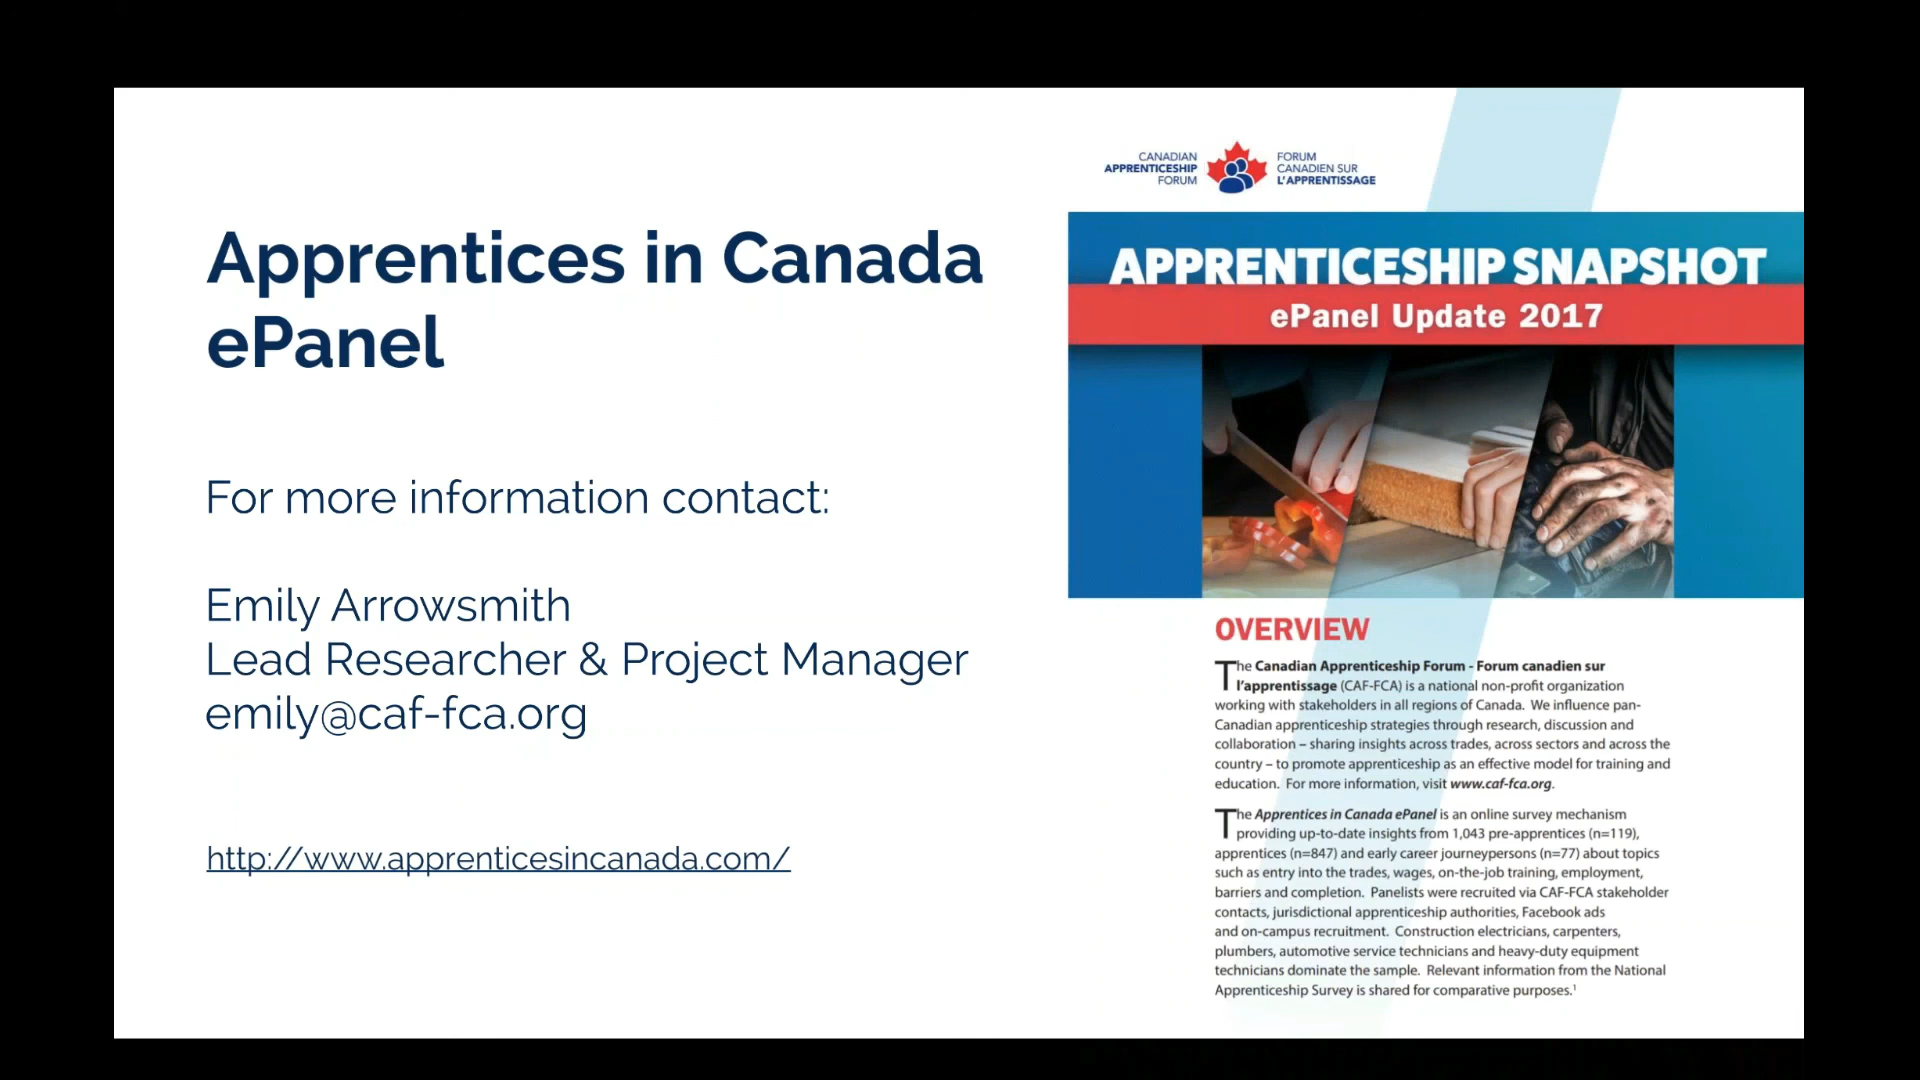 Apprentices in Canada
ePanel
For more information contact:
Emily Arrowsmith
Lead Researcher & Project Manager
emily@caf-fca.org
http://www.apprenticesincanada.com/
CANADIAN
APPRENTICESHIP
FORUM
FORUM
CANADIEN SUR
L'APPRENTISSAGE
APPRENTICESHIP SNAPSHOT
ePanel Update 2017
OVERVIEW
The Canadian Apprenticeship Forum - Forum canadien sur
l'apprentissage (CAF-FCA) is a national non-profit organization
working with stakeholders in all regions of Canada. We influence pan-
Canadian apprenticeship strategies through research, discussion and
collaboration – sharing insights across trades, across sectors and across the
country – to promote apprenticeship as an effective model for training and
education. For more information, visit www.caf-fca.org.
The Apprentices in Canada ePanel is an online survey mechanism
providing up-to-date insights from 1,043 pre-apprentices (n=119),
apprentices (n=847) and early career journeypersons (n=77) about topics
such as entry into the trades, wages, on-the-job training, employment,
barriers and completion. Panelists were recruited via CAF-FCA stakeholder
contacts, jurisdictional apprenticeship authorities, Facebook ads
and on-campus recruitment. Construction electricians, carpenters,
plumbers, automotive service technicians and heavy-duty equipment
technicians dominate the sample. Relevant information from the National
Apprenticeship Survey is shared for comparative purposes.¹